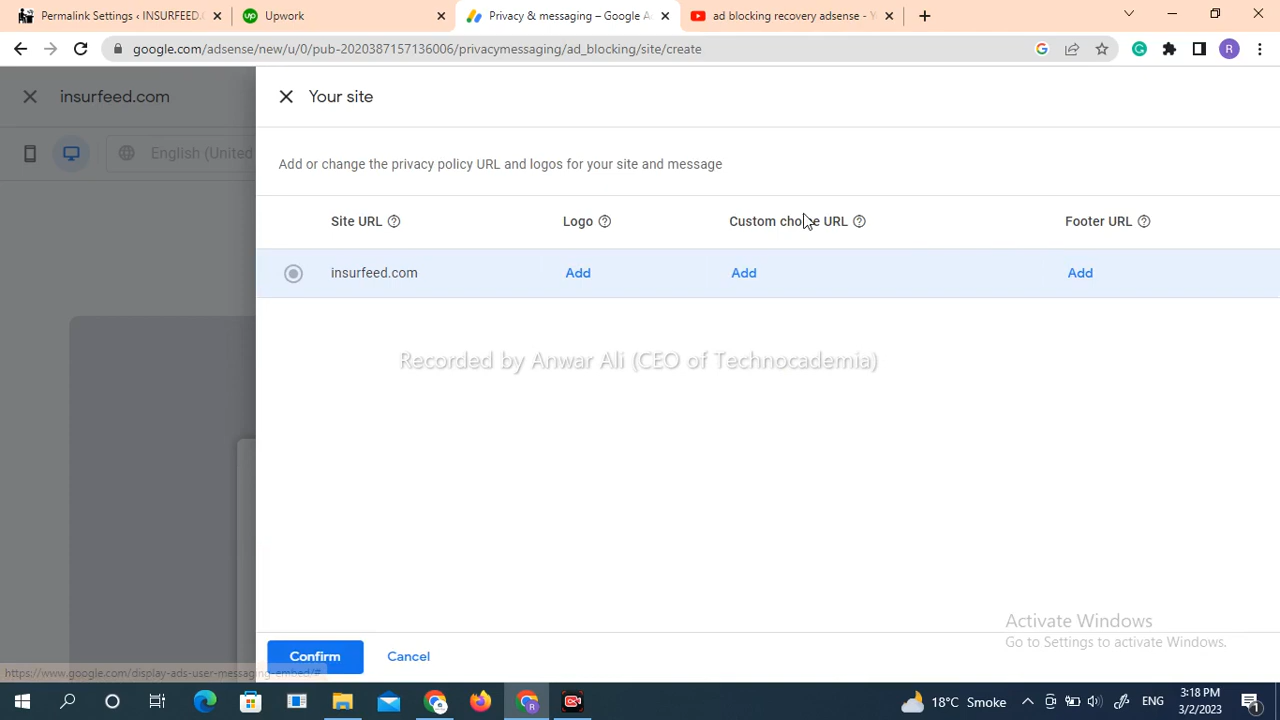 Permalink Settings ‹ INSURFEED.C
Upwork
Privacy & messaging – Google A
ad blocking recovery adsense - Y
google.com/adsense/new/u/0/pub-2020387157136006/privacymessaging/ad_blocking/site/create
R
insurfeed.com
Your site
English (United
Add or change the privacy policy URL and logos for your site and message
Site URL
Logo
Custom choice URL
Footer URL
insurfeed.com
Add
Add
Add
Recorded by Anwar Ali (CEO of Technocademia)
Activate Windows
Go to Settings to activate Windows.
Confirm
Cancel
https://www.google.com/display-ads-user-messaging-embed/#
18°C Smoke
ENG
3:18 PM
3/2/2023